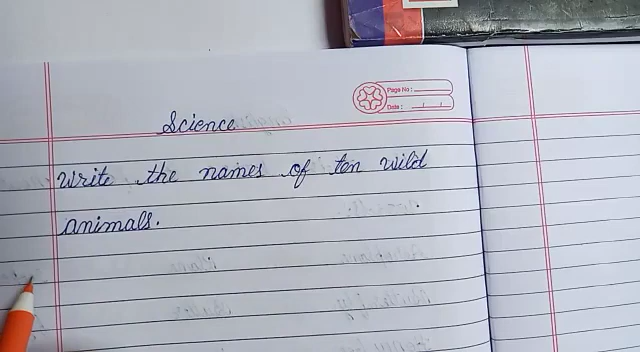 Page No :
Date :
Science
Write the names of ten wild
animals.